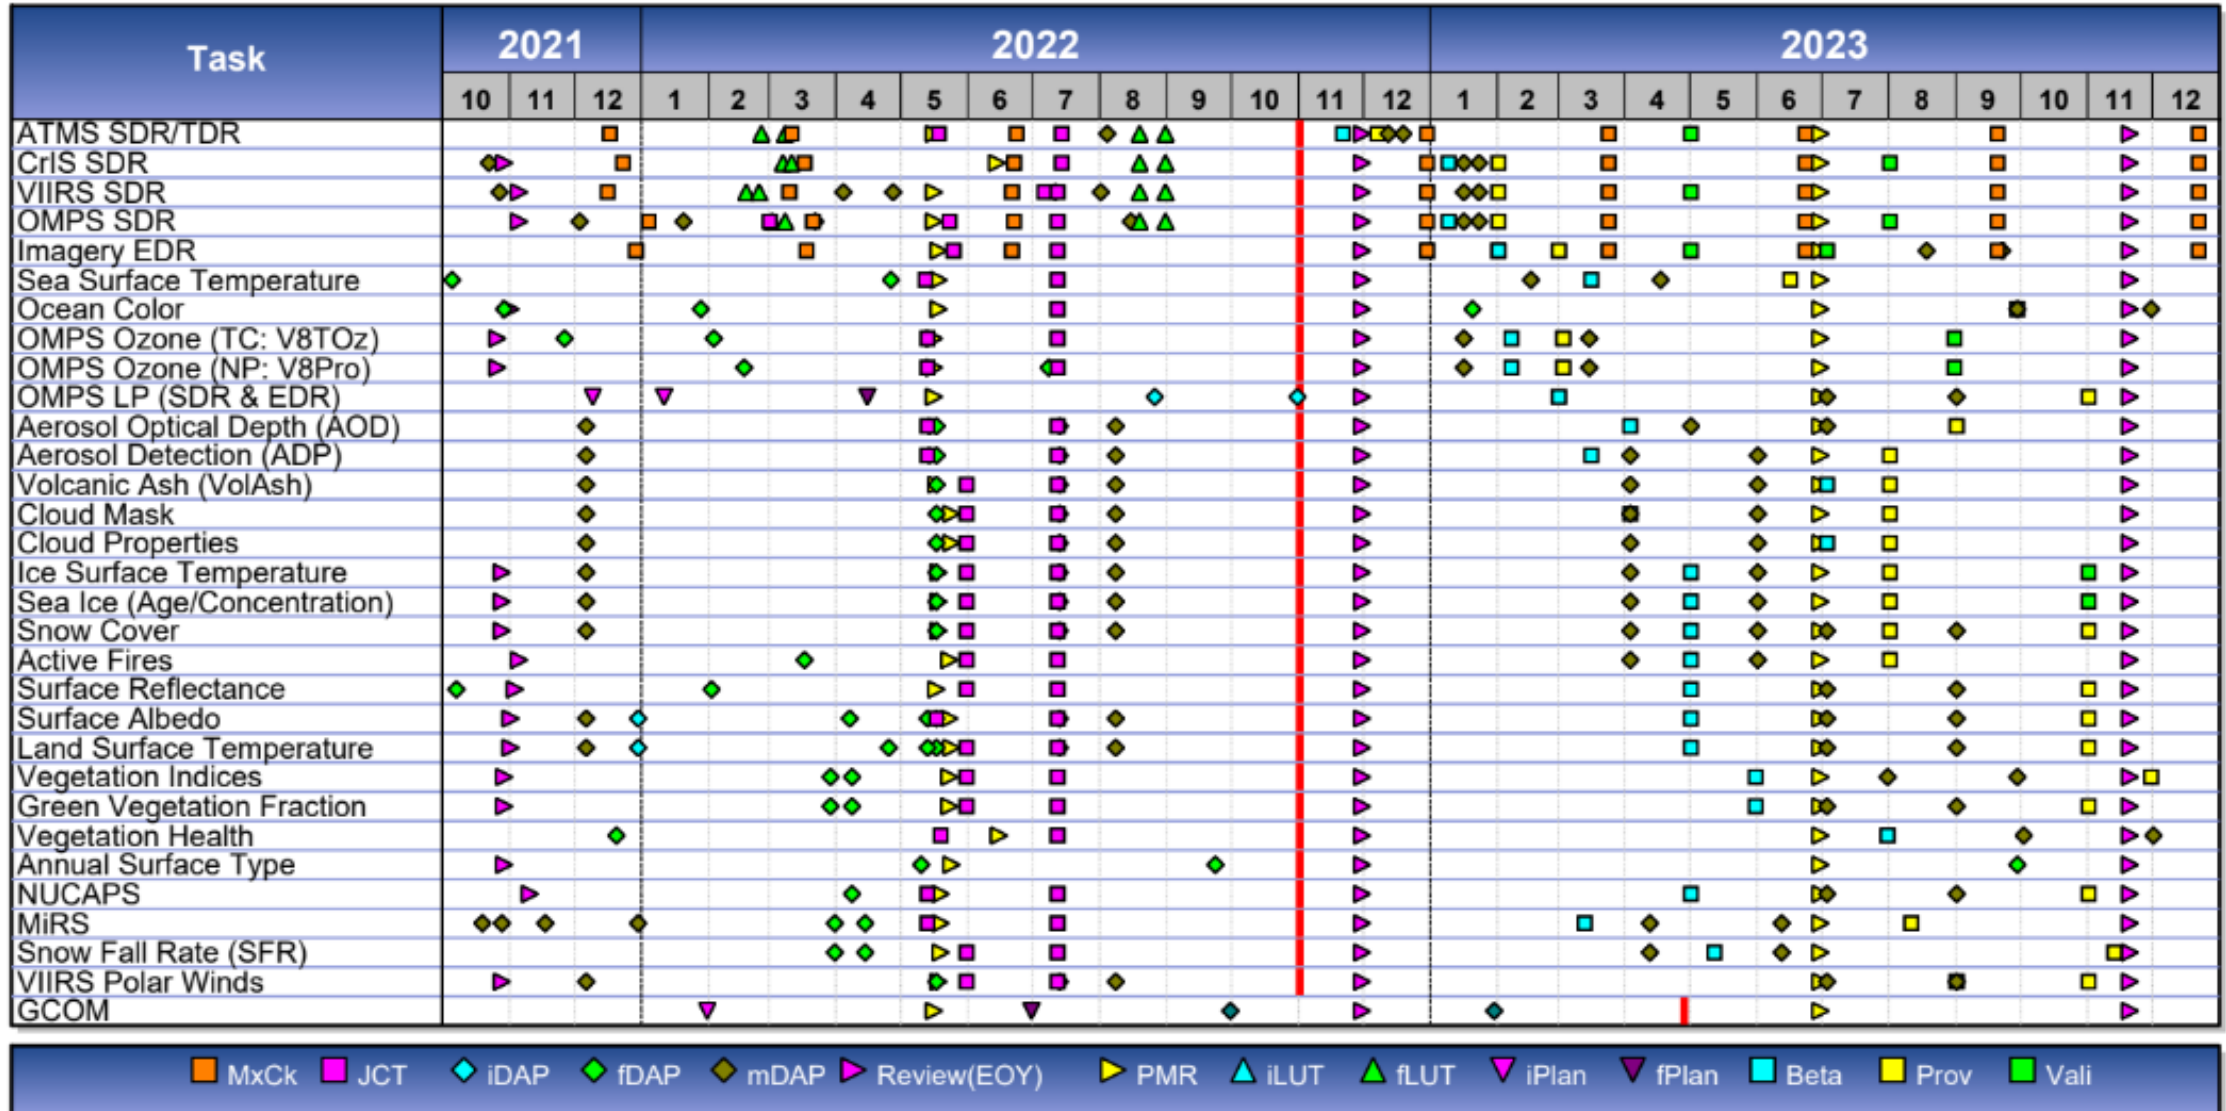 Task 2021 2022 2023
10 11 12 1 2 3 4 5 6 7 8 9 10 11 12 1 2 3 4 5 6 7 8 9 10 11 12
ATMS SDR/TDR
CrIS SDR
VIIRS SDR
OMPS SDR
Imagery EDR
Sea Surface Temperature
Ocean Color
OMPS Ozone (TC: V8TOz)
OMPS Ozone (NP: V8Pro)
OMPS LP (SDR & EDR)
Aerosol Optical Depth (AOD)
Aerosol Detection (ADP)
Volcanic Ash (VolAsh)
Cloud Mask
Cloud Properties
Ice Surface Temperature
Sea Ice (Age/Concentration)
Snow Cover
Active Fires
Surface Reflectance
Surface Albedo
Land Surface Temperature
Vegetation Indices
Green Vegetation Fraction
Vegetation Health
Annual Surface Type
NUCAPS
MiRS
Snow Fall Rate (SFR)
VIIRS Polar Winds
GCOM
MxCk JCT iDAP fDAP mDAP Review(EOY) PMR iLUT fLUT iPlan fPlan Beta Prov Vali